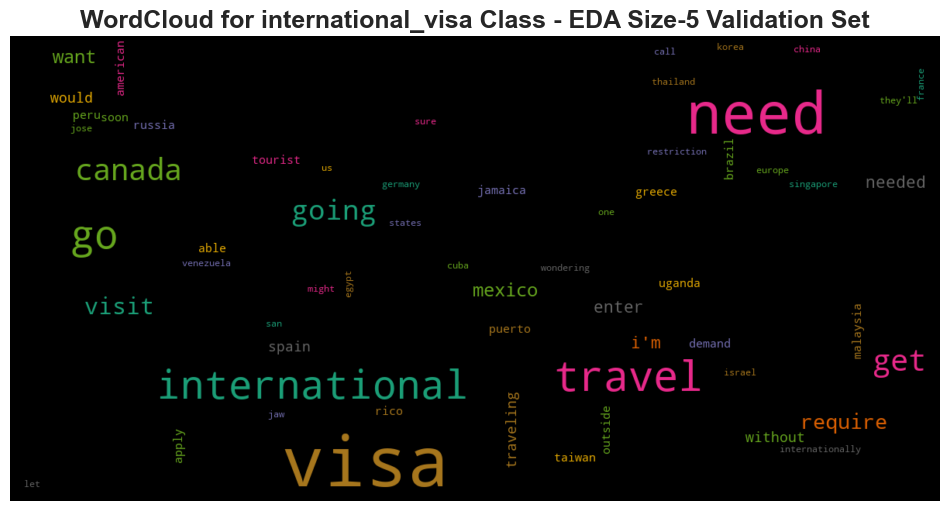 WordCloud for international_visa Class - EDA Size-5 Validation Set
want
american
call
korea
china
would
thailand
need
france
they'll
peru
soon
jose
russia
sure
canada
tourist
us
restriction
brazil
europe
germany
jamaica
greece
singapore
needed
going
states
one
go
able
venezuela
cuba
wondering
might
egypt
mexico
uganda
visit
enter
san
puerto
malaysia
spain
i'm
demand
get
international
travel
israel
jaw
rico
traveling
outside
require
apply
without
internationally
visa
taiwan
let